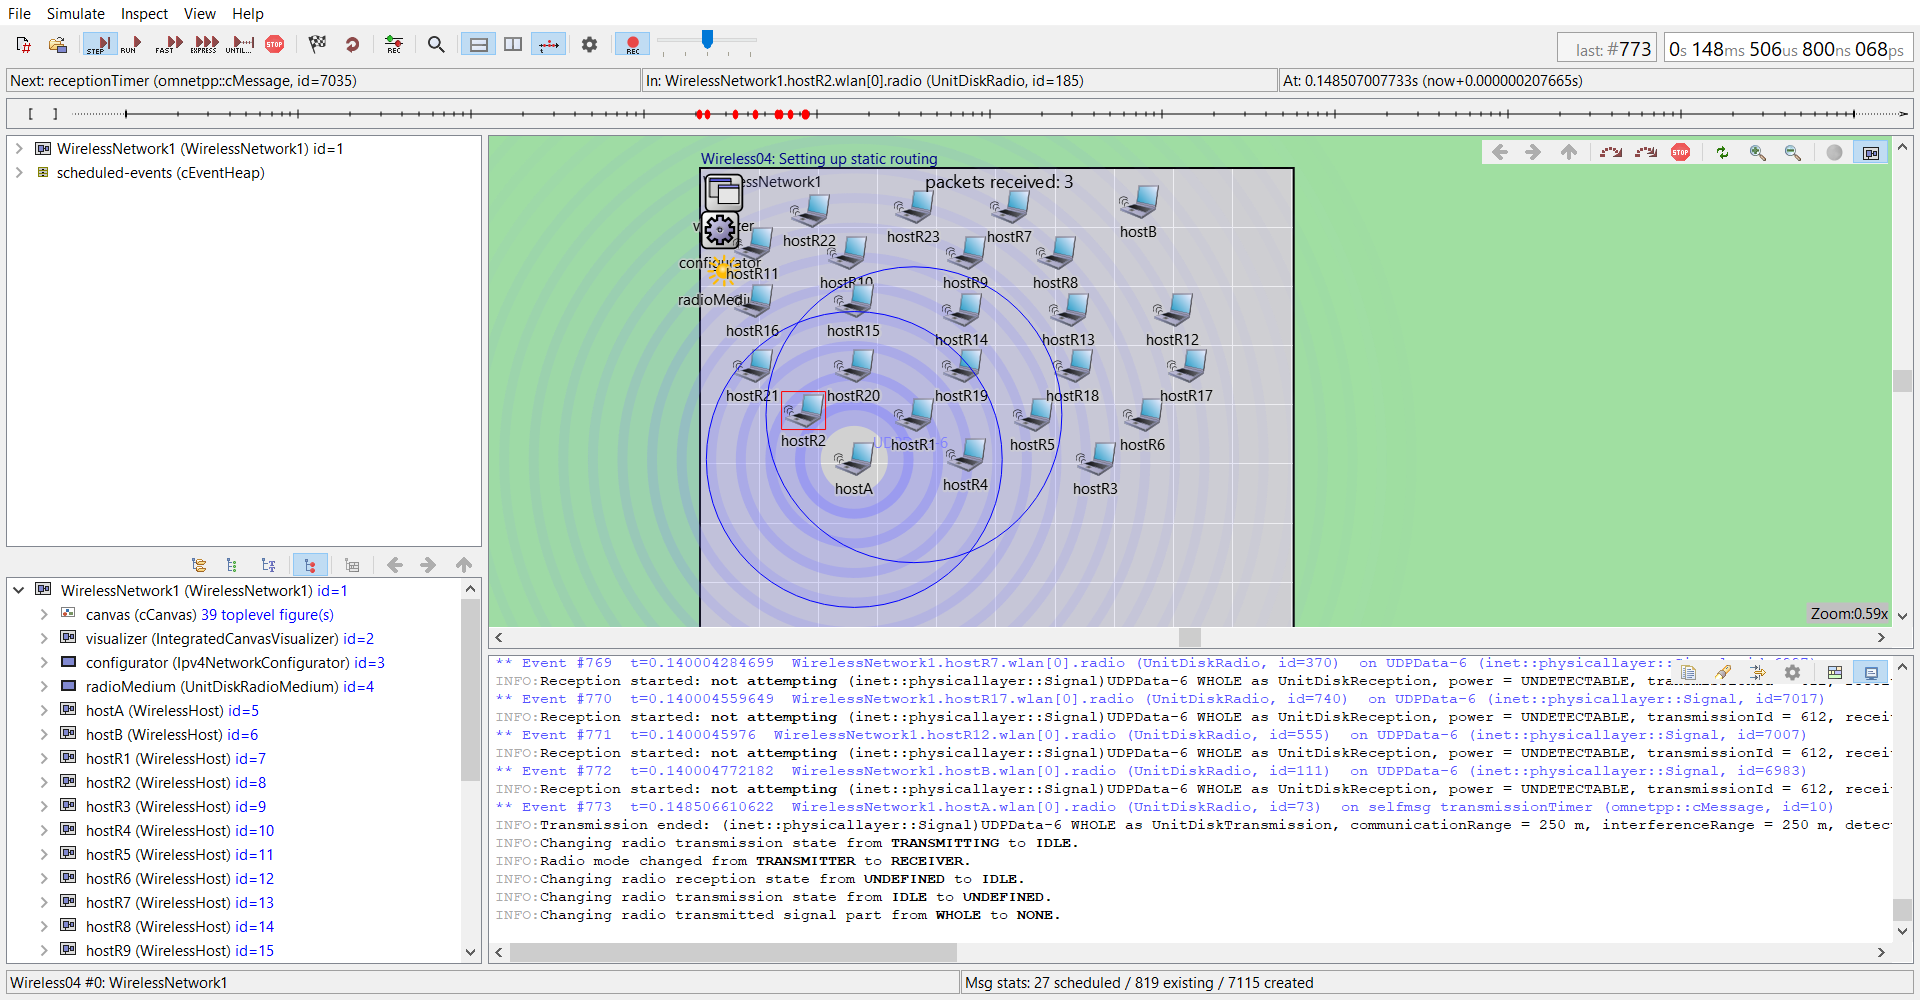 File Simulate Inspect View Help
STEP RUN FAST EXPRESS UNTIL... STOP REC REC
last: #773 0s 148ms 506us 800ns 068ps
Next: receptionTimer (omnetpp::cMessage, id=7035)
In: WirelessNetwork1.hostR2.wlan[0].radio (UnitDiskRadio, id=185)
At: 0.148507007733s (now+0.000000207665s)
[ ]
WirelessNetwork1 (WirelessNetwork1) id=1
scheduled-events (cEventHeap)
WirelessNetwork1 (WirelessNetwork1) id=1
canvas (cCanvas) 39 toplevel figure(s)
visualizer (IntegratedCanvasVisualizer) id=2
configurator (Ipv4NetworkConfigurator) id=3
radioMedium (UnitDiskRadioMedium) id=4
hostA (WirelessHost) id=5
hostB (WirelessHost) id=6
hostR1 (WirelessHost) id=7
hostR2 (WirelessHost) id=8
hostR3 (WirelessHost) id=9
hostR4 (WirelessHost) id=10
hostR5 (WirelessHost) id=11
hostR6 (WirelessHost) id=12
hostR7 (WirelessHost) id=13
hostR8 (WirelessHost) id=14
hostR9 (WirelessHost) id=15
STOP
Wireless04: Setting up static routing
packets received: 3
hostR22
hostR23
hostR7
hostB
configurator
hostR11
hostR10
hostR9
hostR8
hostR16
hostR15
hostR14
hostR13
hostR12
hostR21
hostR20
hostR19
hostR18
hostR17
hostR2
hostR1
hostR5
hostR6
hostA
hostR4
hostR3
Zoom:0.59x
** Event #769 t=0.140004284699 WirelessNetwork1.hostR7.wlan[0].radio (UnitDiskRadio, id=370) on UDPData-6 (inet::physicallayer::
INFO:Reception started: not attempting (inet::physicallayer::Signal)UDPData-6 WHOLE as UnitDiskReception, power = UNDETECTABLE,
** Event #770 t=0.140004559649 WirelessNetwork1.hostR17.wlan[0].radio (UnitDiskRadio, id=740) on UDPData-6 (inet::physicallayer::Signal, id=7017)
INFO:Reception started: not attempting (inet::physicallayer::Signal)UDPData-6 WHOLE as UnitDiskReception, power = UNDETECTABLE, transmissionId = 612, recei
** Event #771 t=0.1400045976 WirelessNetwork1.hostR12.wlan[0].radio (UnitDiskRadio, id=555) on UDPData-6 (inet::physicallayer::Signal, id=7007)
INFO:Reception started: not attempting (inet::physicallayer::Signal)UDPData-6 WHOLE as UnitDiskReception, power = UNDETECTABLE, transmissionId = 612, recei
** Event #772 t=0.140004772182 WirelessNetwork1.hostB.wlan[0].radio (UnitDiskRadio, id=111) on UDPData-6 (inet::physicallayer::Signal, id=6983)
INFO:Reception started: not attempting (inet::physicallayer::Signal)UDPData-6 WHOLE as UnitDiskReception, power = UNDETECTABLE, transmissionId = 612, recei
** Event #773 t=0.148506610622 WirelessNetwork1.hostA.wlan[0].radio (UnitDiskRadio, id=73) on selfmsg transmissionTimer (omnetpp::cMessage, id=10)
INFO:Transmission ended: (inet::physicallayer::Signal)UDPData-6 WHOLE as UnitDiskTransmission, communicationRange = 250 m, interferenceRange = 250 m, detec
INFO:Changing radio transmission state from TRANSMITTING to IDLE.
INFO:Radio mode changed from TRANSMITTER to RECEIVER.
INFO:Changing radio reception state from UNDEFINED to IDLE.
INFO:Changing radio transmission state from IDLE to UNDEFINED.
INFO:Changing radio transmitted signal part from WHOLE to NONE.
Wireless04 #0: WirelessNetwork1
Msg stats: 27 scheduled / 819 existing / 7115 created